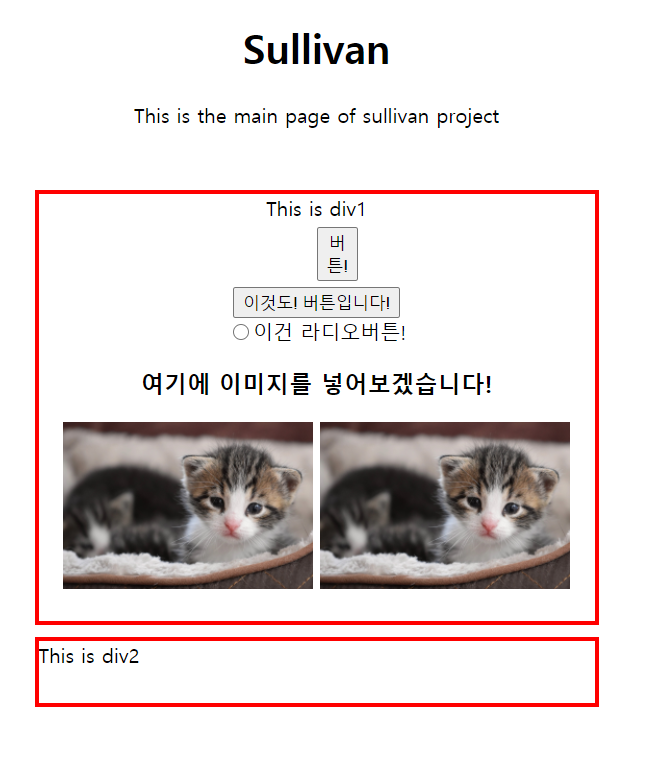 Sullivan
This is the main page of sullivan project
This is div1
버
튼!
이것도! 버튼입니다!
이건 라디오버튼!
여기에 이미지를 넣어보겠습니다!
This is div2